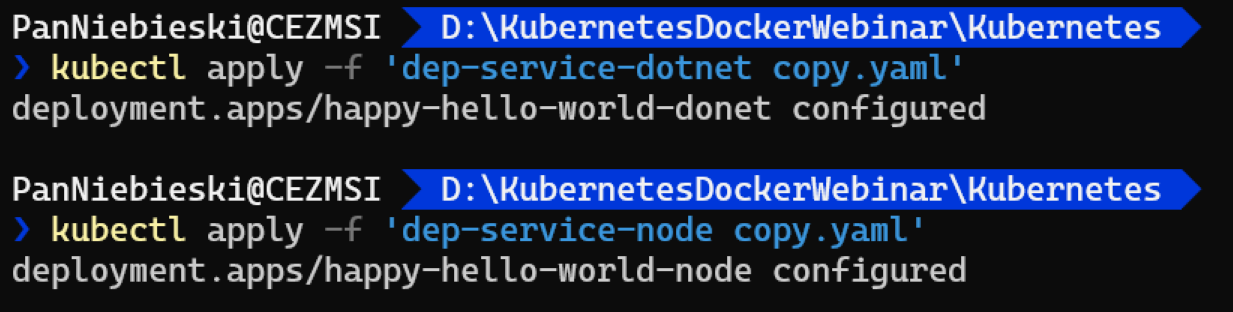 PanNiebieski@CEZMSI D:\KubernetesDockerWebinar\Kubernetes
❯ kubectl apply -f 'dep-service-dotnet copy.yaml'
deployment.apps/happy-hello-world-donet configured
PanNiebieski@CEZMSI D:\KubernetesDockerWebinar\Kubernetes
❯ kubectl apply -f 'dep-service-node copy.yaml'
deployment.apps/happy-hello-world-node configured